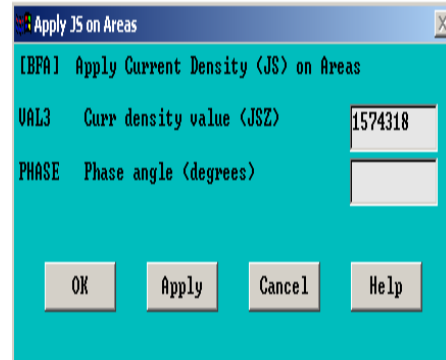 Apply JS on Areas
[BFA] Apply Current Density (JS) on Areas
VAL3 Curr density value (JSZ) 1574318
PHASE Phase angle (degrees)
OK Apply Cancel Help